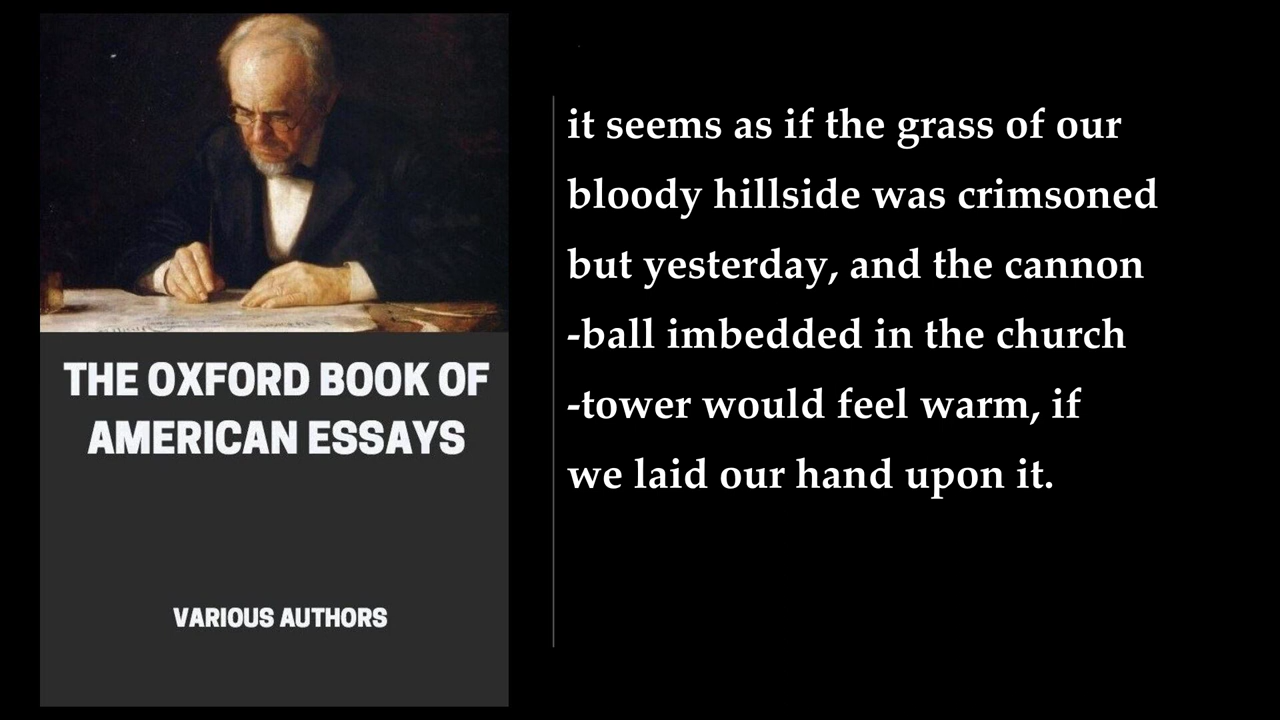 THE OXFORD BOOK OF
AMERICAN ESSAYS
VARIOUS AUTHORS
it seems as if the grass of our
bloody hillside was crimsoned
but yesterday, and the cannon
-ball imbedded in the church
-tower would feel warm, if
we laid our hand upon it.